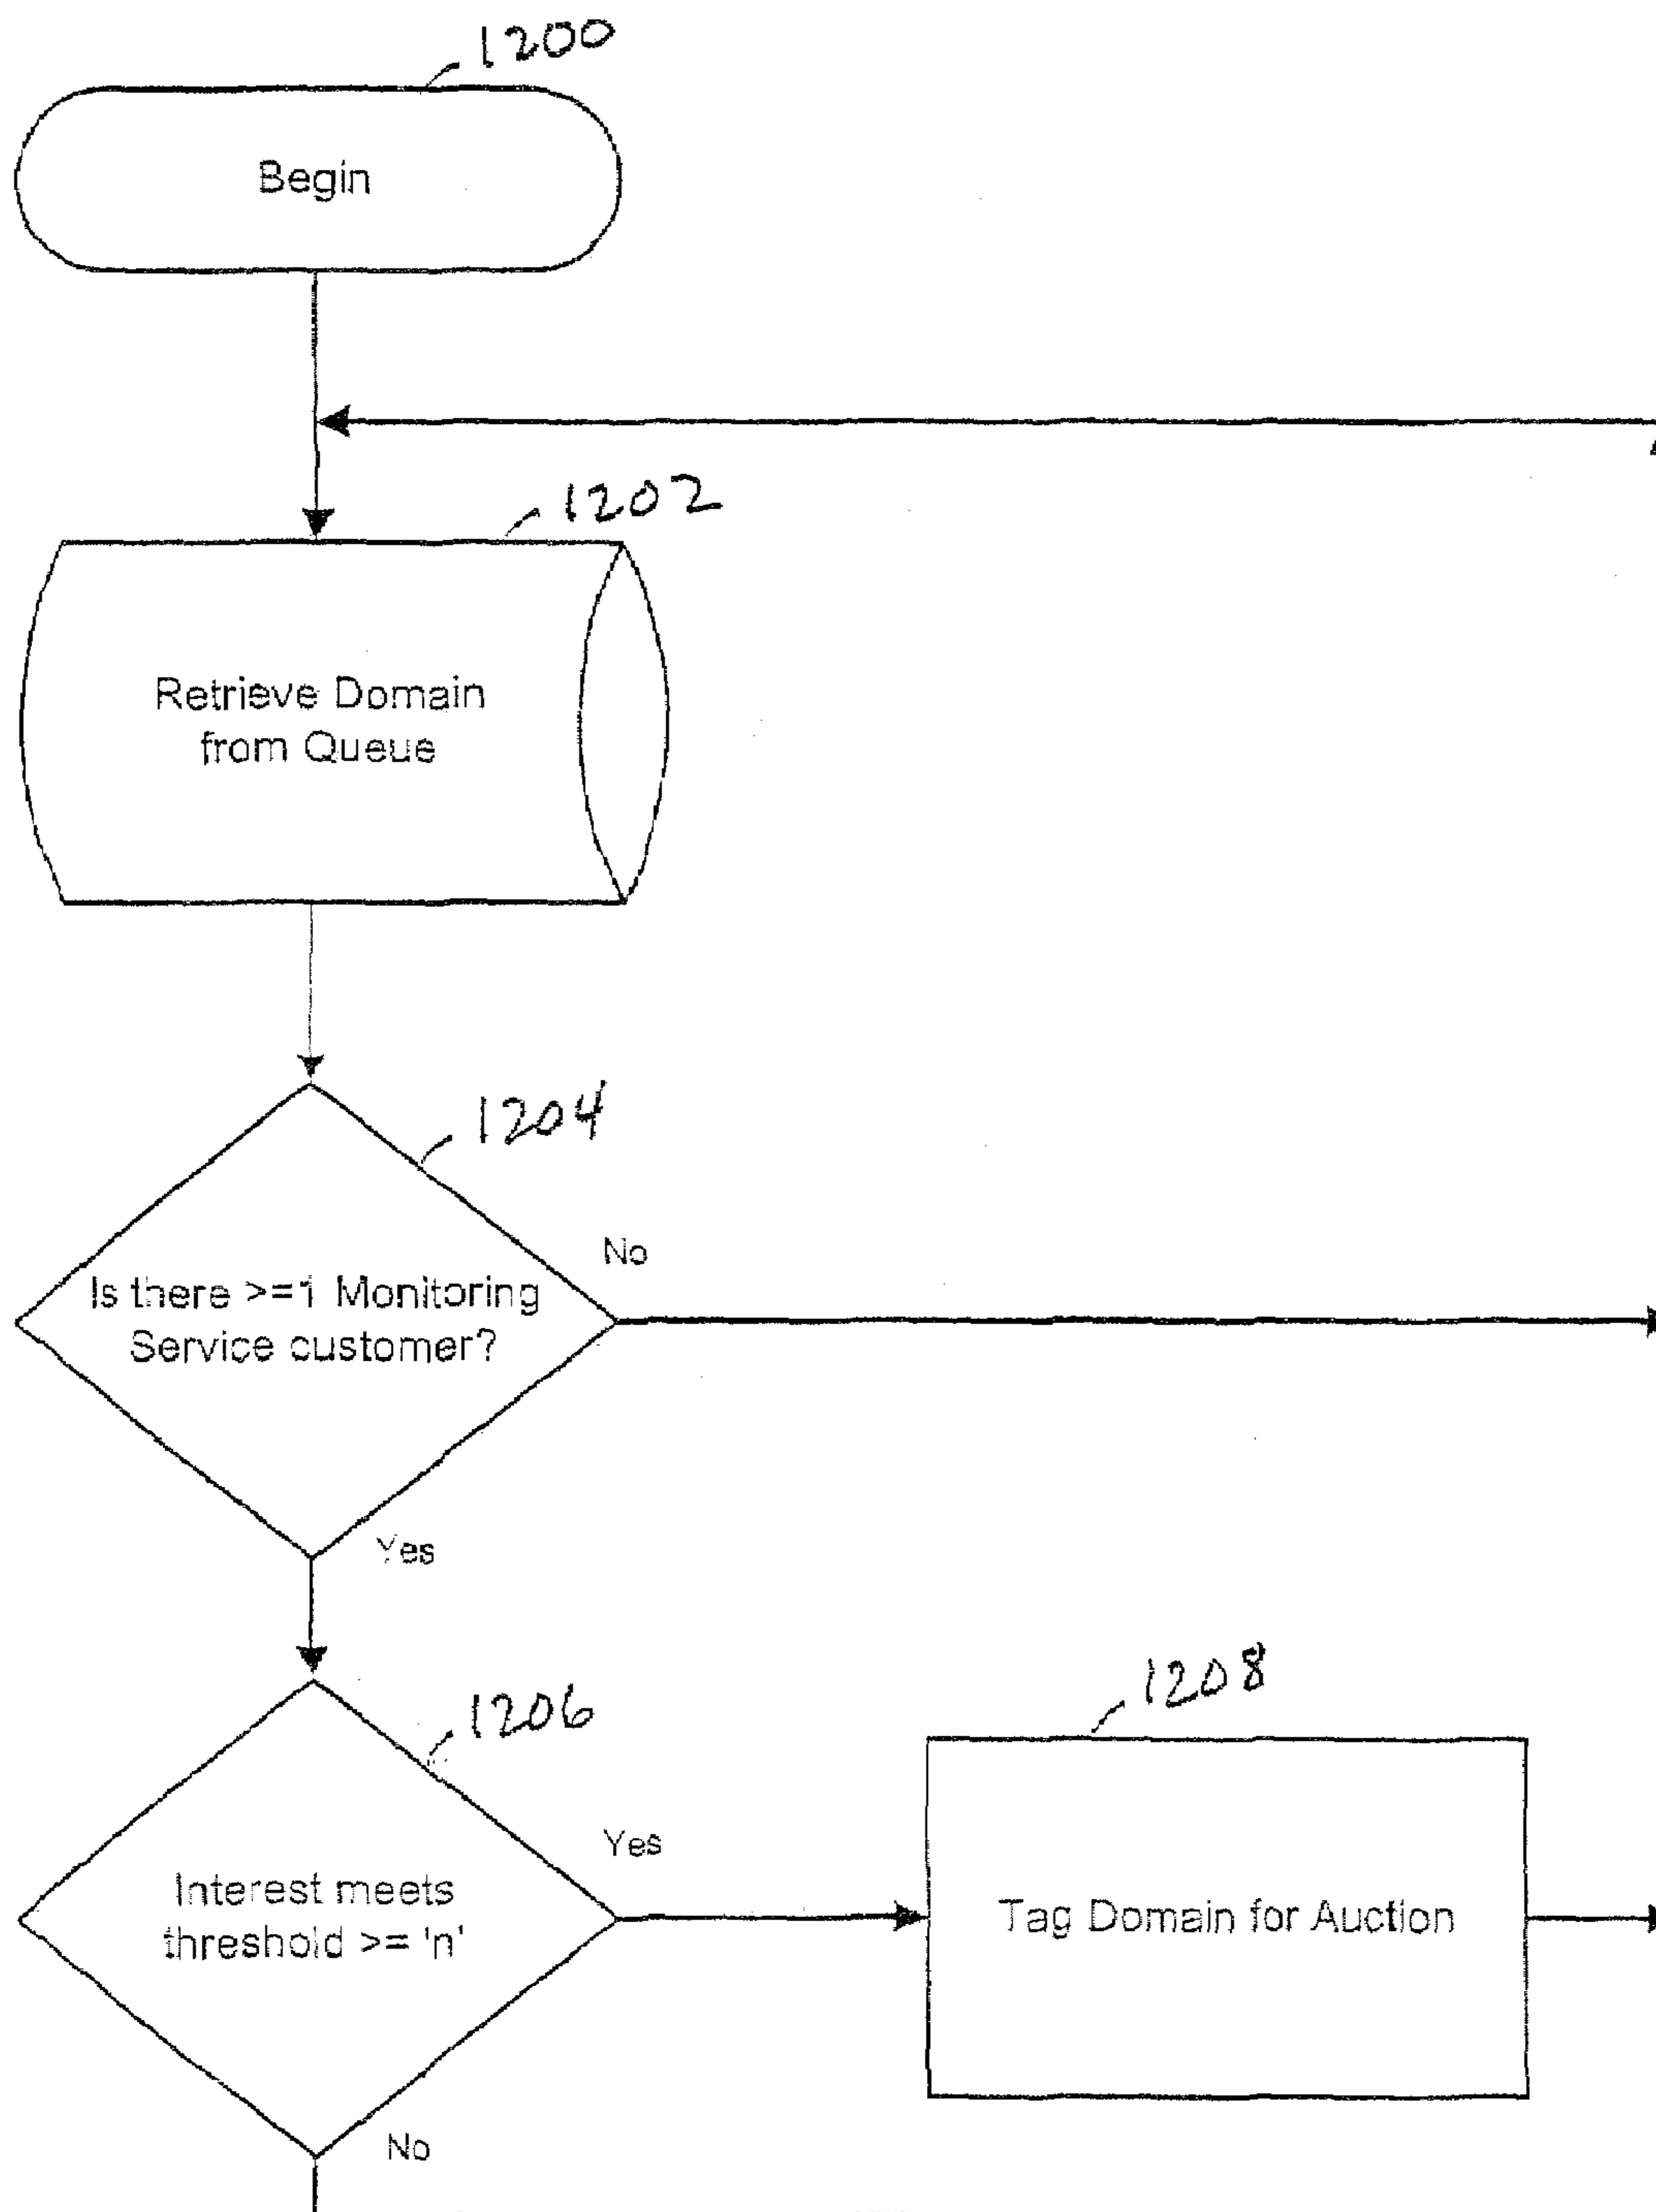 1200
Begin
1202
Retrieve Domain
from Queue
1204
No
Is there >=1 Monitoring
Service customer?
Yes
1206
1208
Yes
Interest meets
threshold >= 'n'
Tag Domain for Auction
No